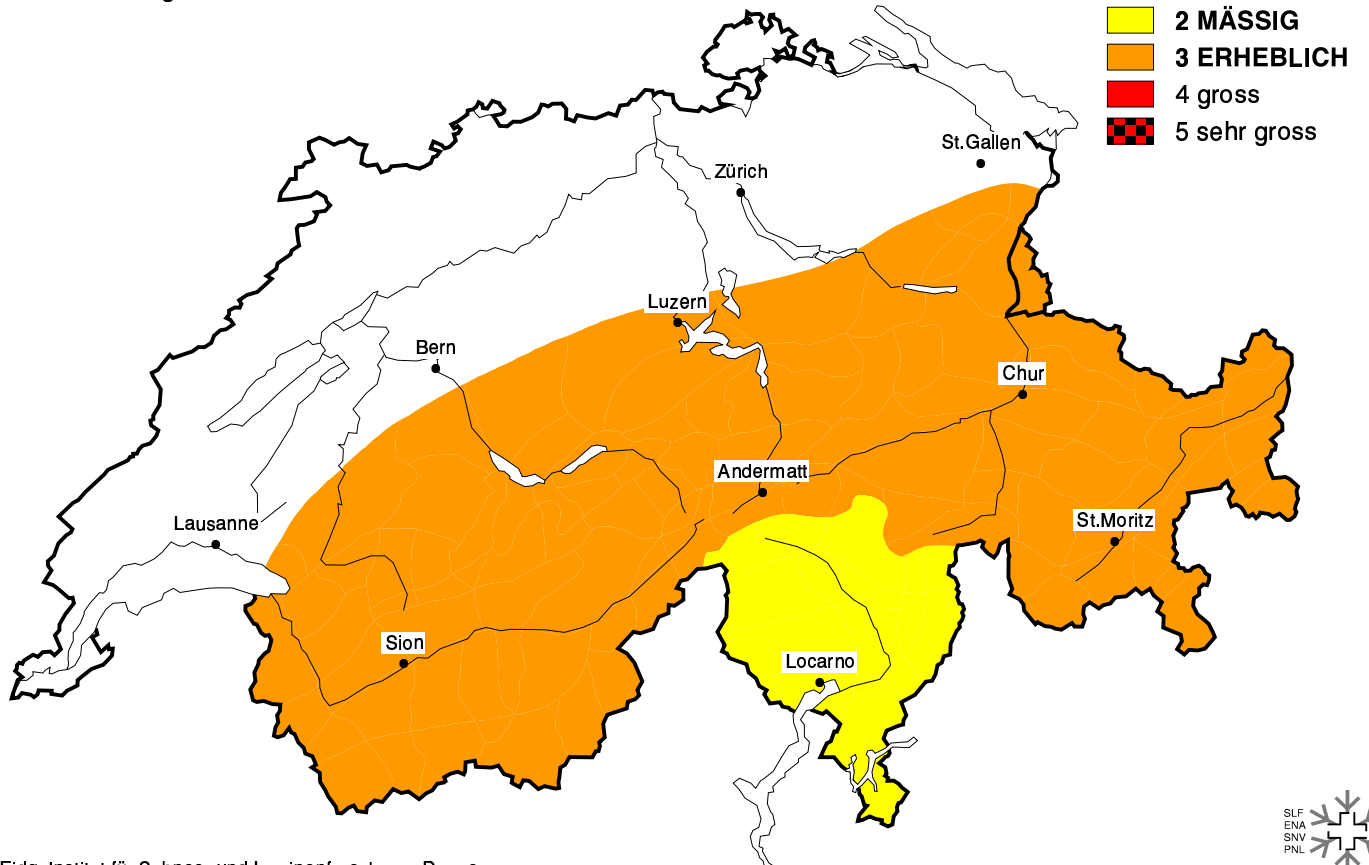 2 MÄSSIG
3 ERHEBLICH
4 gross
5 sehr gross
St.Gallen
Zürich
Luzern
Bern
Chur
Andermatt
Lausanne
St.Moritz
Sion
Locarno
SLF
ENA
SNV
PNL